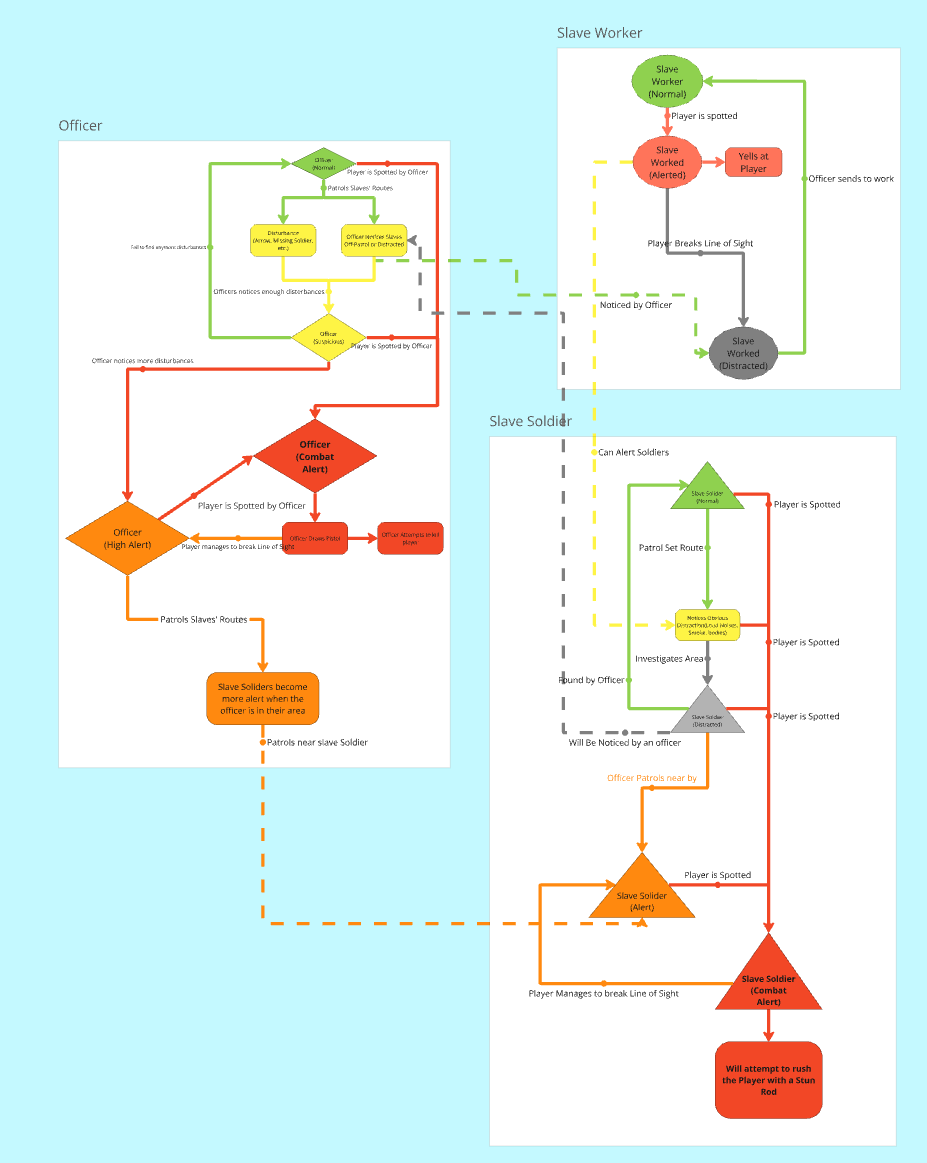 Slave Worker
Slave
Worker
(Normal)
Player is spotted
Slave
Worked
(Alerted)
Yells at
Player
Officer sends to work
Player Breaks Line of Sight
Noticed by Officer
Slave
Worked
(Distracted)
Officer
Officer
(Normal)
Player is Spotted by Officer
Patrols Slaves' Routes
Disturbance
(Arrow, Missing Soldier,
etc.)
Officer Notices Slaves
Off-Patrol or Distracted
Fail to find anymore disturbances
Officers notices enough disterbances
Officer
(Suspicious)
Player is Spotted by Officer
Officer notices more disturbances
Officer
(Combat
Alert)
Player is Spotted by Officer
Officer
(High Alert)
Player manages to break Line of Sight
Officer Draws Pistol
Officer Attempts to kill
player
Patrols Slaves' Routes
Slave Soliders become
more alert when the
officer is in their area
Patrols near slave Soldier
Slave Soldier
Can Alert Soldiers
Slave Solider
(Normal)
Player is Spotted
Patrol Set Route
Notices Obvious
Distraction(Loud Noises,
Smoke, bodies)
Player is Spotted
Investigates Area
Found by Officer
Slave Soldier
(Distracted)
Player is Spotted
Will Be Noticed by an officer
Officer Patrols near by
Slave Solider
(Alert)
Player is Spotted
Slave Soldier
(Combat
Alert)
Player Manages to break Line of Sight
Will attempt to rush
the Player with a Stun
Rod